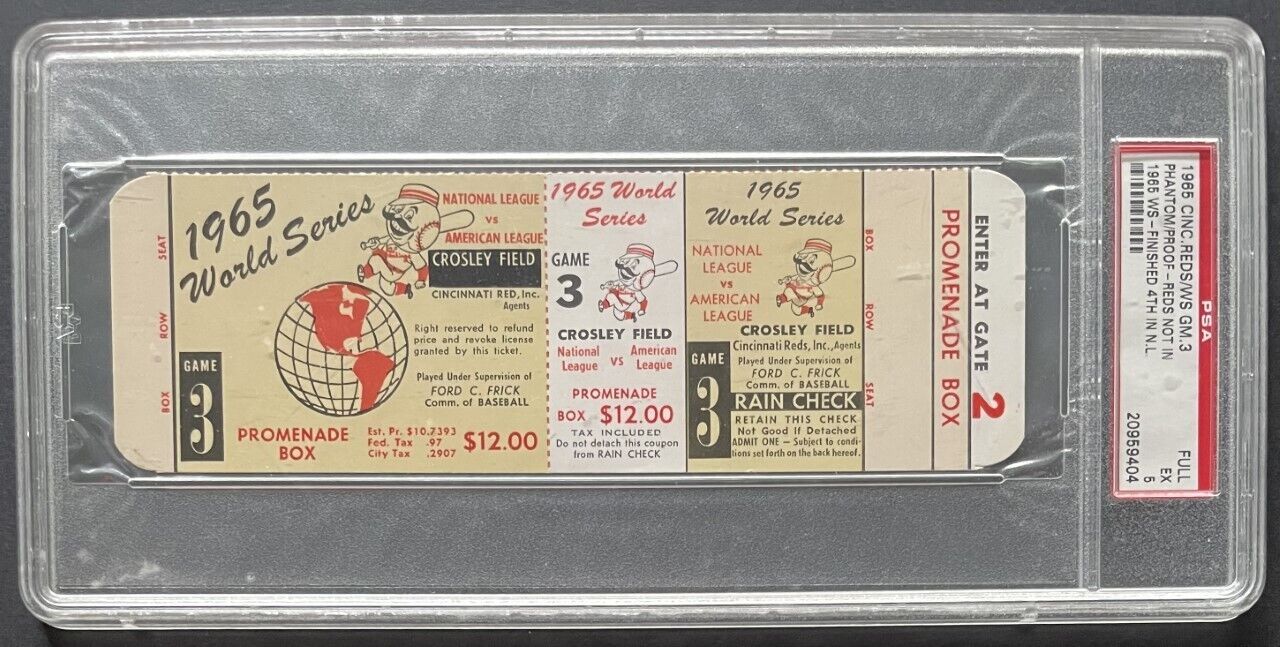 SEAT
ROW
BOX
1965
World Series
GAME
3
NATIONAL LEAGUE
VS
AMERICAN LEAGUE
CROSLEY FIELD
CINCINNATI RED, Inc.
Agents
Right reserved to refund
price and revoke license
granted by this ticket.
Played Under Supervision of
FORD C. FRICK
Comm. of BASEBALL
PROMENADE
BOX
Est. Pr. $10.7393
Fed. Tax .97
City Tax .2907
$12.00
1965 World
Series
GAME
3
CROSLEY FIELD
National League VS American League
PROMENADE
BOX $12.00
TAX INCLUDED
Do not detach this coupon
from RAIN CHECK
1965
World Series
NATIONAL
LEAGUE
VS
AMERICAN
LEAGUE
CROSLEY FIELD
Cincinnati Reds, Inc., Agents
GAME
3
Played Under Supervision of
FORD C. FRICK
Comm. of BASEBALL
RAIN CHECK
RETAIN THIS CHECK
Not Good If Detached
ADMIT ONE - Subject to condi-
tions set forth on the back hereof.
BOX
ROW
SEAT
PROMENADE BOX
ENTER AT GATE 2
PSA
1965 CINC.REDS/WS GM.3
PHANTOM/PROOF - REDS NOT IN
1965 WS - FINISHED 4TH IN N.L
FULL
EX
5
20959404